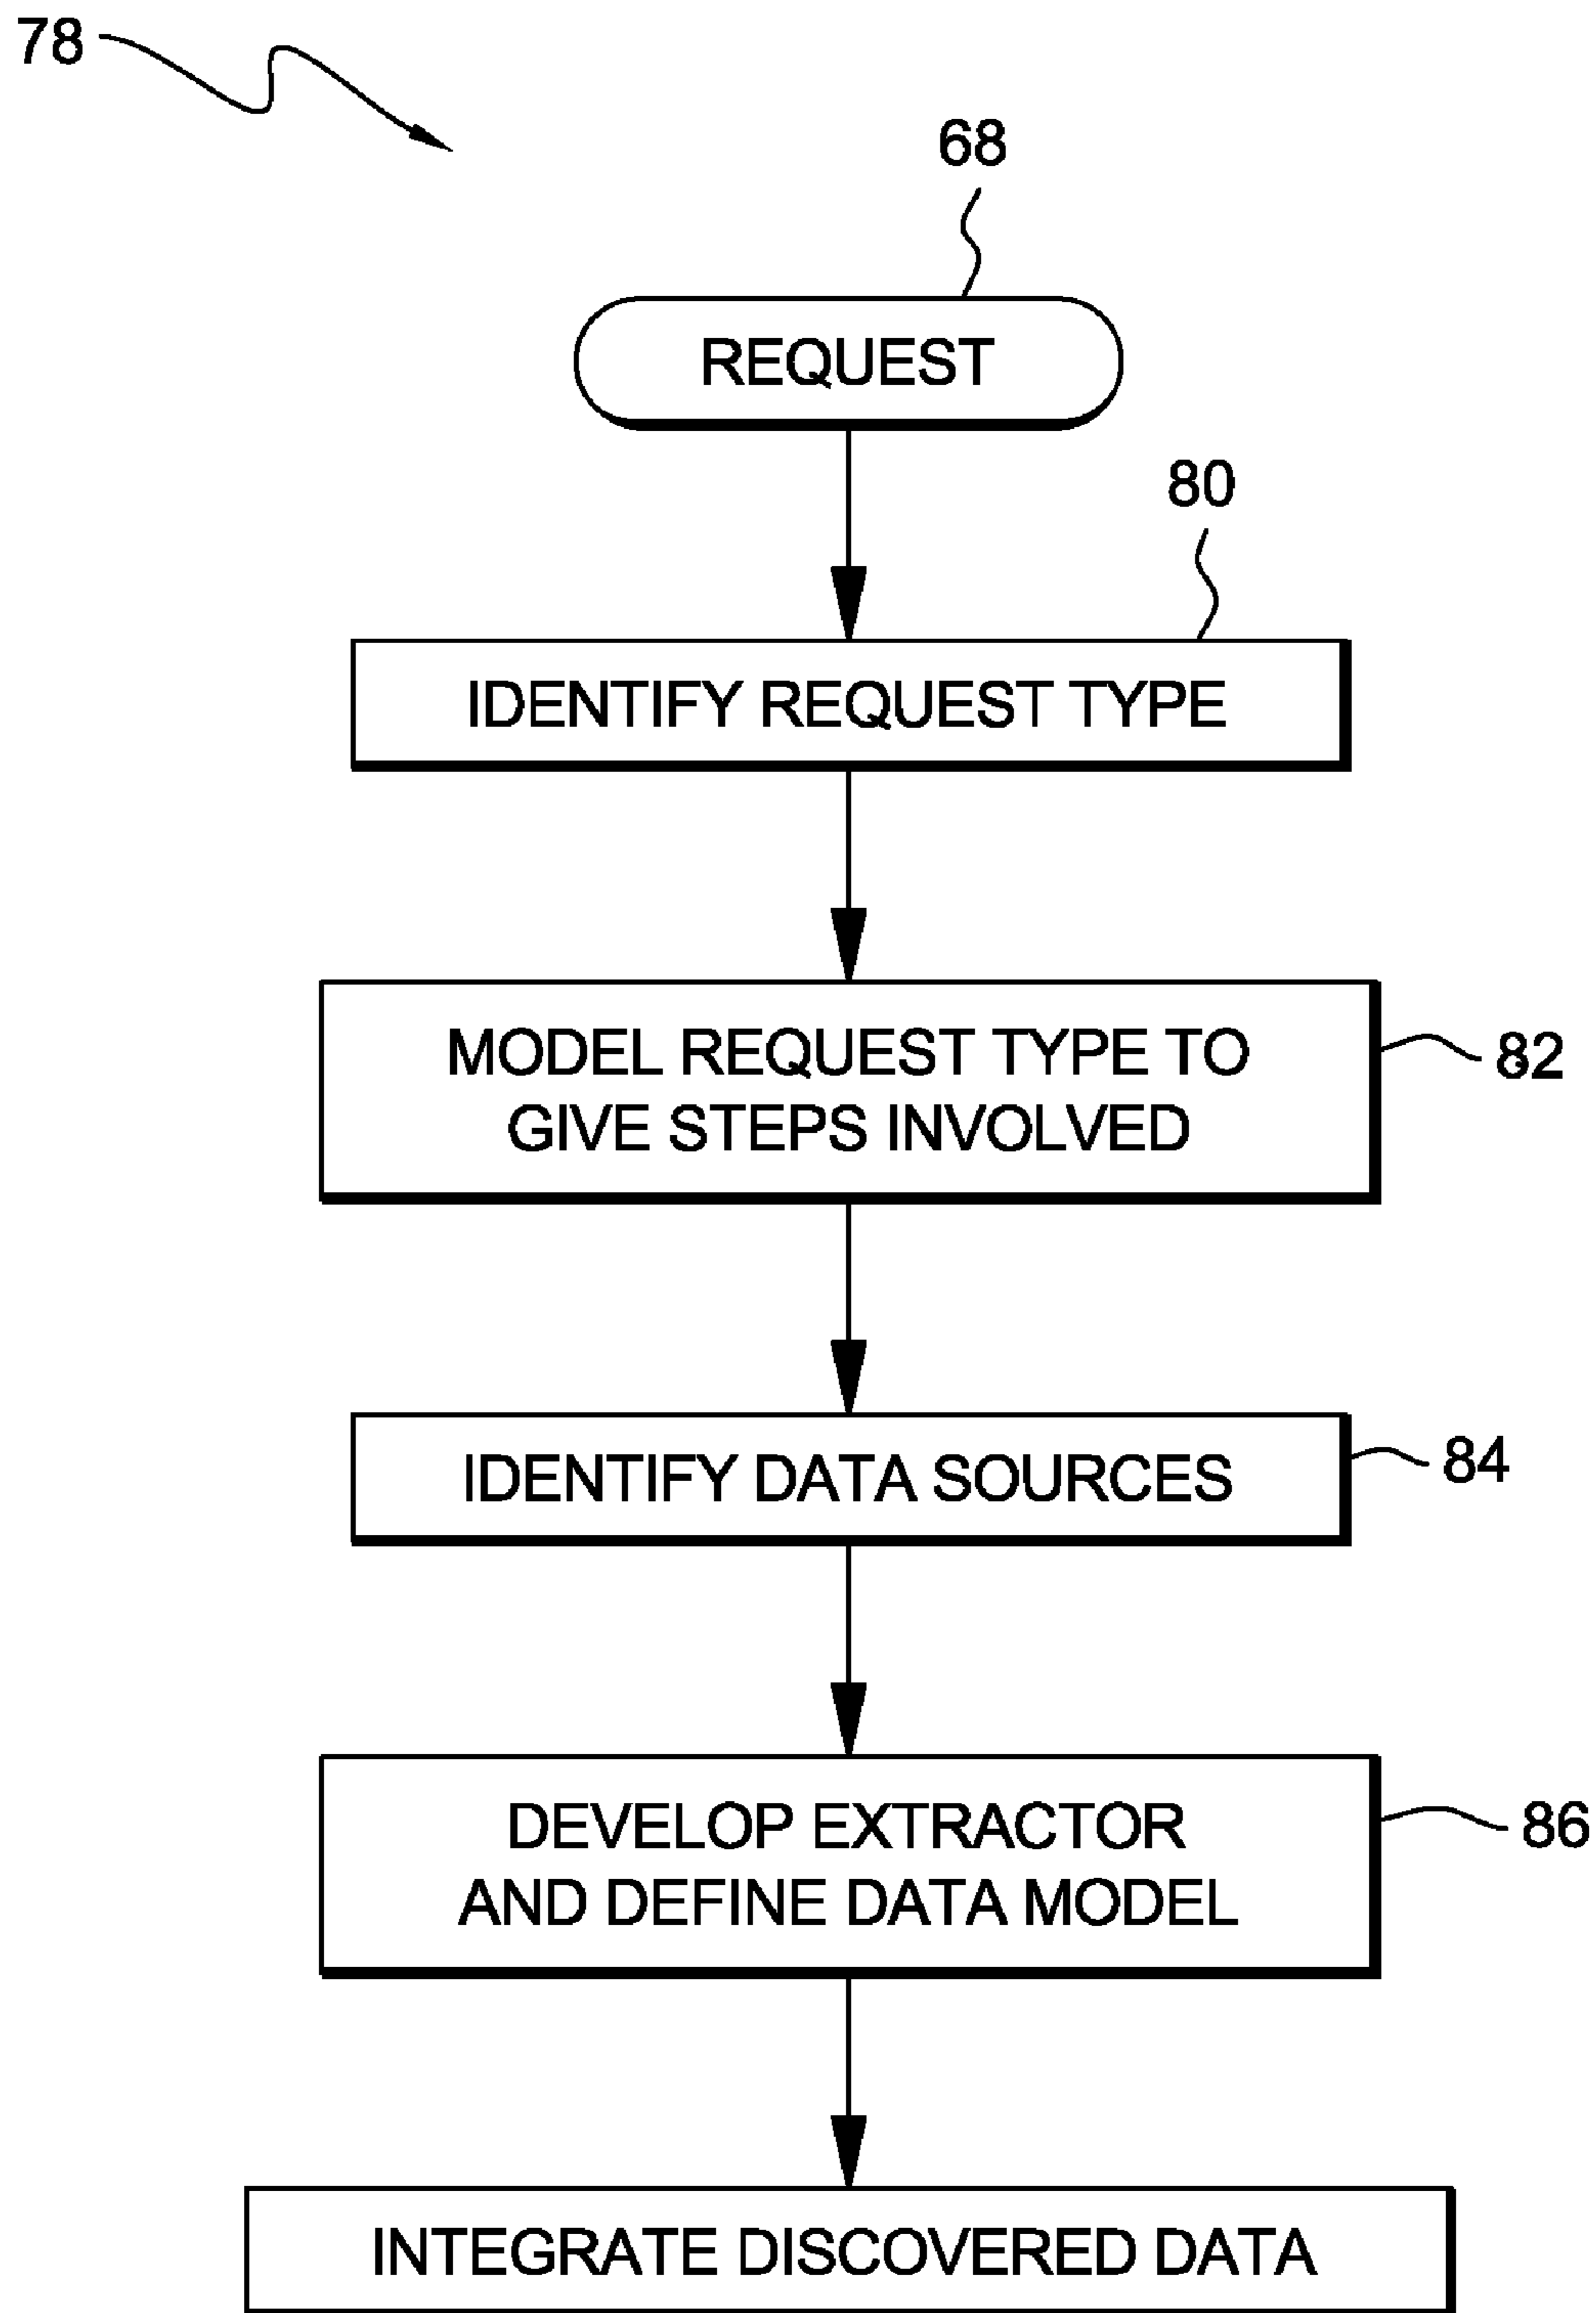 78
68
REQUEST
80
IDENTIFY REQUEST TYPE
MODEL REQUEST TYPE TO
GIVE STEPS INVOLVED
82
IDENTIFY DATA SOURCES
84
DEVELOP EXTRACTOR
AND DEFINE DATA MODEL
86
INTEGRATE DISCOVERED DATA